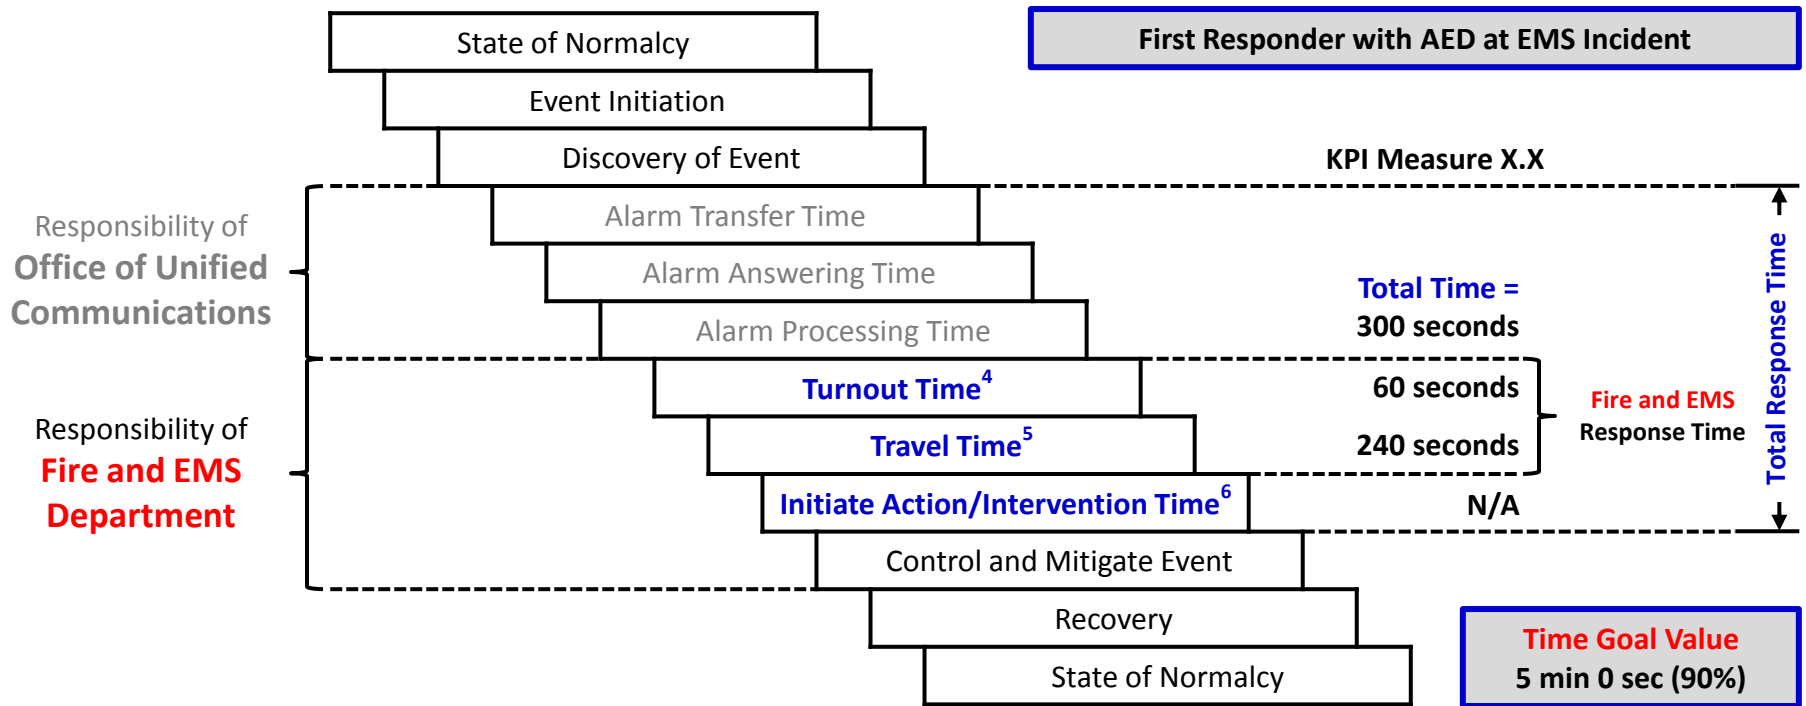 State of Normalcy
First Responder with AED at EMS Incident
Event Initiation
Discovery of Event
KPI Measure X.X
Responsibility of
Office of Unified
Communications
Alarm Transfer Time
Alarm Answering Time
Alarm Processing Time
Total Time =
300 seconds
Total Response Time
Responsibility of
Fire and EMS
Department
Turnout Time4
60 seconds
Travel Time5
240 seconds
Fire and EMS
Response Time
Initiate Action/Intervention Time6
N/A
Control and Mitigate Event
Recovery
State of Normalcy
Time Goal Value
5 min 0 sec (90%)